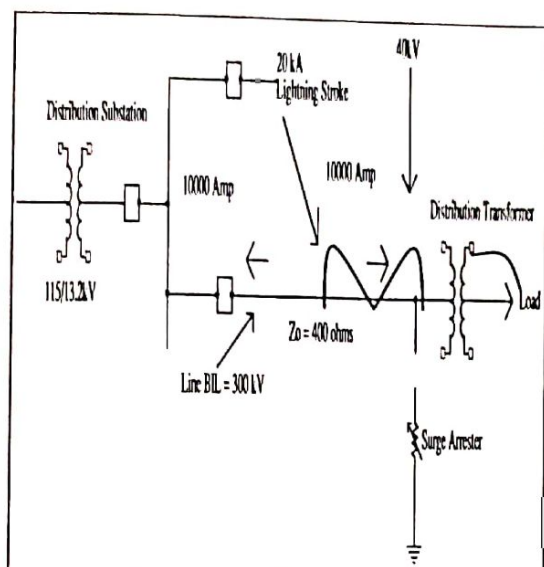 20 kA
Lightning Stroke
40kV
Distribution Substation
10000 Amp
10000 Amp
Distribution Transformer
115/13.2kV
Zo = 400 ohms
Load
Line BIL = 300 kV
Surge Arrester